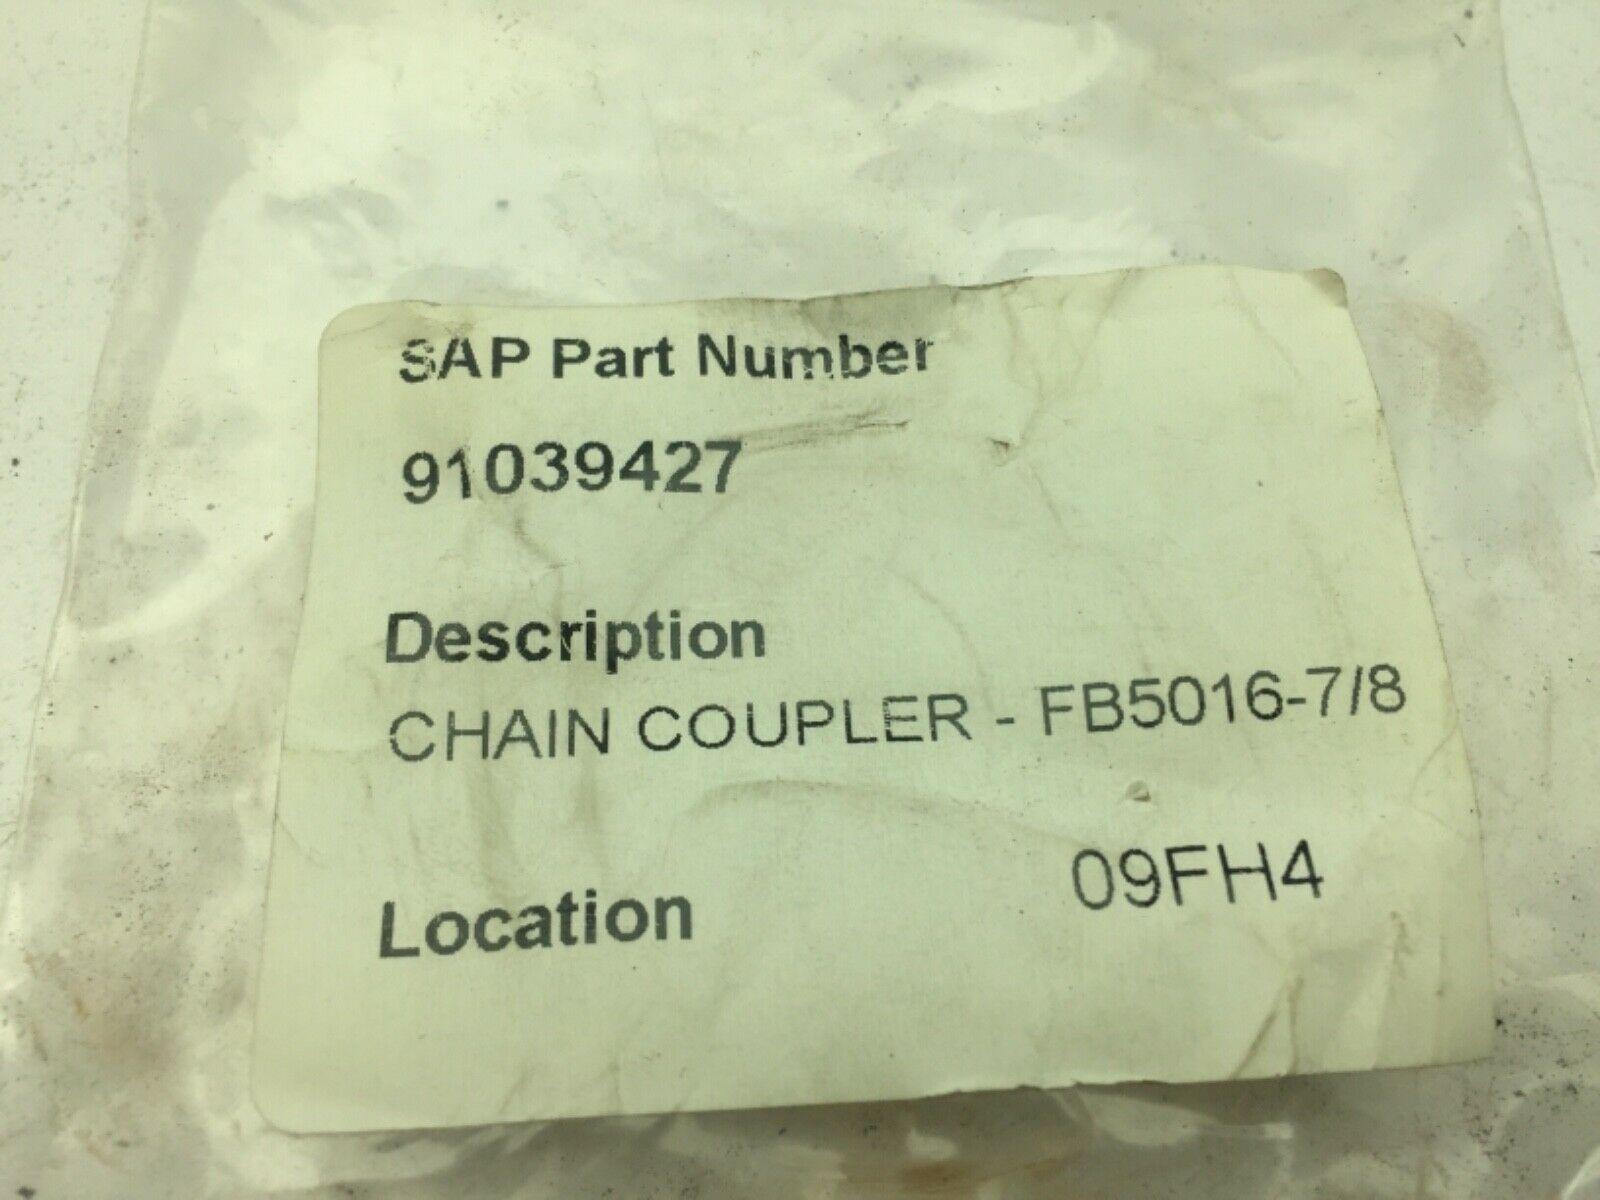 SAP Part Number
91039427
Description
CHAIN COUPLER - FB5016-7/8
Location 09FH4